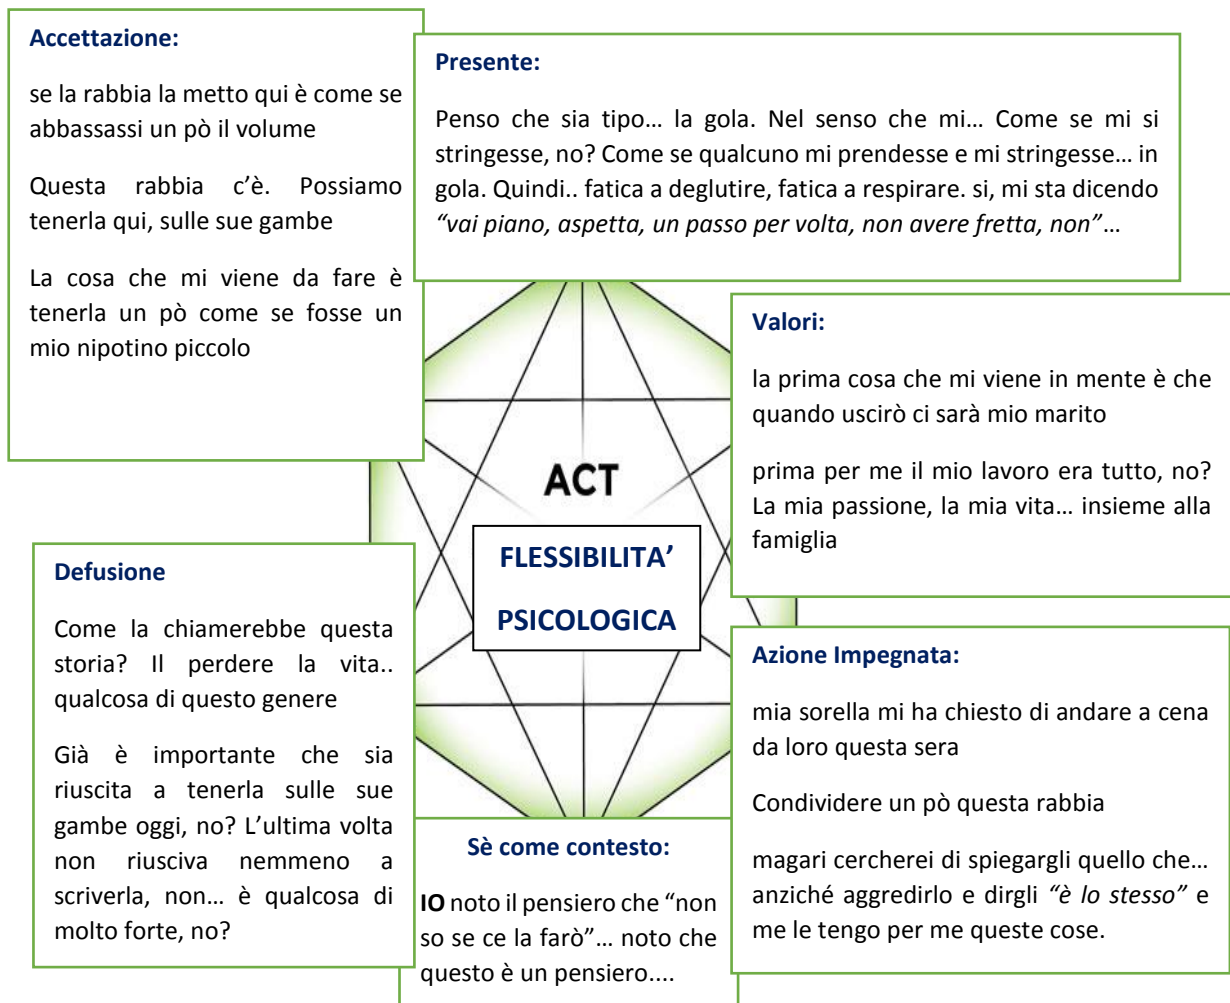 Accettazione:
se la rabbia la metto qui è come se
abbassassi un pò il volume
Questa rabbia c'è. Possiamo
tenerla qui, sulle sue gambe
La cosa che mi viene da fare è
tenerla un pò come se fosse un
mio nipotino piccolo
Presente:
Penso che sia tipo… la gola. Nel senso che mi… Come se mi si
stringesse, no? Come se qualcuno mi prendesse e mi stringesse… in
gola. Quindi.. fatica a deglutire, fatica a respirare. si, mi sta dicendo
“vai piano, aspetta, un passo per volta, non avere fretta, non”…
Valori:
la prima cosa che mi viene in mente è che
quando uscirò ci sarà mio marito
prima per me il mio lavoro era tutto, no?
La mia passione, la mia vita… insieme alla
famiglia
ACT
FLESSIBILITA’
PSICOLOGICA
Defusione
Come la chiamerebbe questa
storia? Il perdere la vita..
qualcosa di questo genere
Già è importante che sia
riuscita a tenerla sulle sue
gambe oggi, no? L’ultima volta
non riusciva nemmeno a
scriverla, non… è qualcosa di
molto forte, no?
Azione Impegnata:
mia sorella mi ha chiesto di andare a cena
da loro questa sera
Condividere un pò questa rabbia
magari cercherei di spiegargli quello che…
anziché aggredirlo e dirgli “è lo stesso” e
me le tengo per me queste cose.
Sè come contesto:
IO noto il pensiero che “non
so se ce la farò”… noto che
questo è un pensiero....